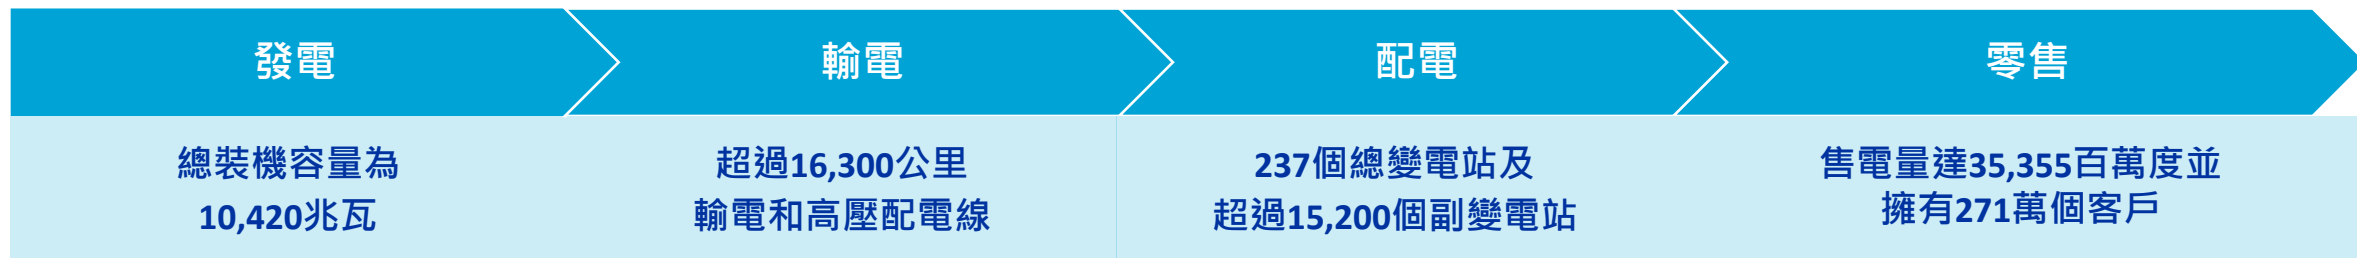 發電
輸電
配電
零售
總裝機容量為
10,420兆瓦
超過16,300公里
輸電和高壓配電線
237個總變電站及
超過15,200個副變電站
售電量達35,355百萬度並
擁有271萬個客戶